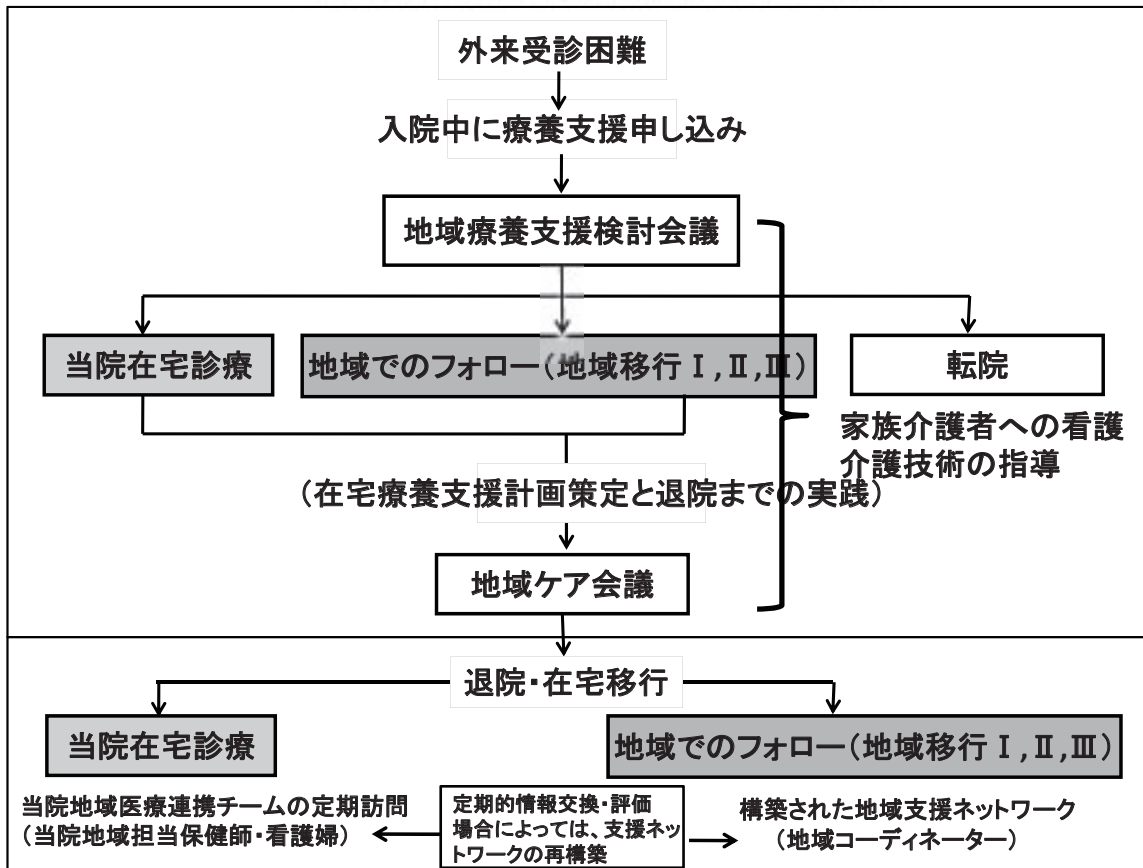 外来受診困難
入院中に療養支援申し込み
地域療養支援検討会議
当院在宅診療
地域でのフォロー(地域移行Ⅰ,Ⅱ,Ⅲ)
転院
家族介護者への看護
介護技術の指導
(在宅療養支援計画策定と退院までの実践)
地域ケア会議
退院・在宅移行
当院在宅診療
地域でのフォロー(地域移行Ⅰ,Ⅱ,Ⅲ)
当院地域医療連携チームの定期訪問
(当院地域担当保健師・看護婦)
定期的情報交換・評価
場合によっては、支援ネッ
トワークの再構築
構築された地域支援ネットワーク
(地域コーディネーター)